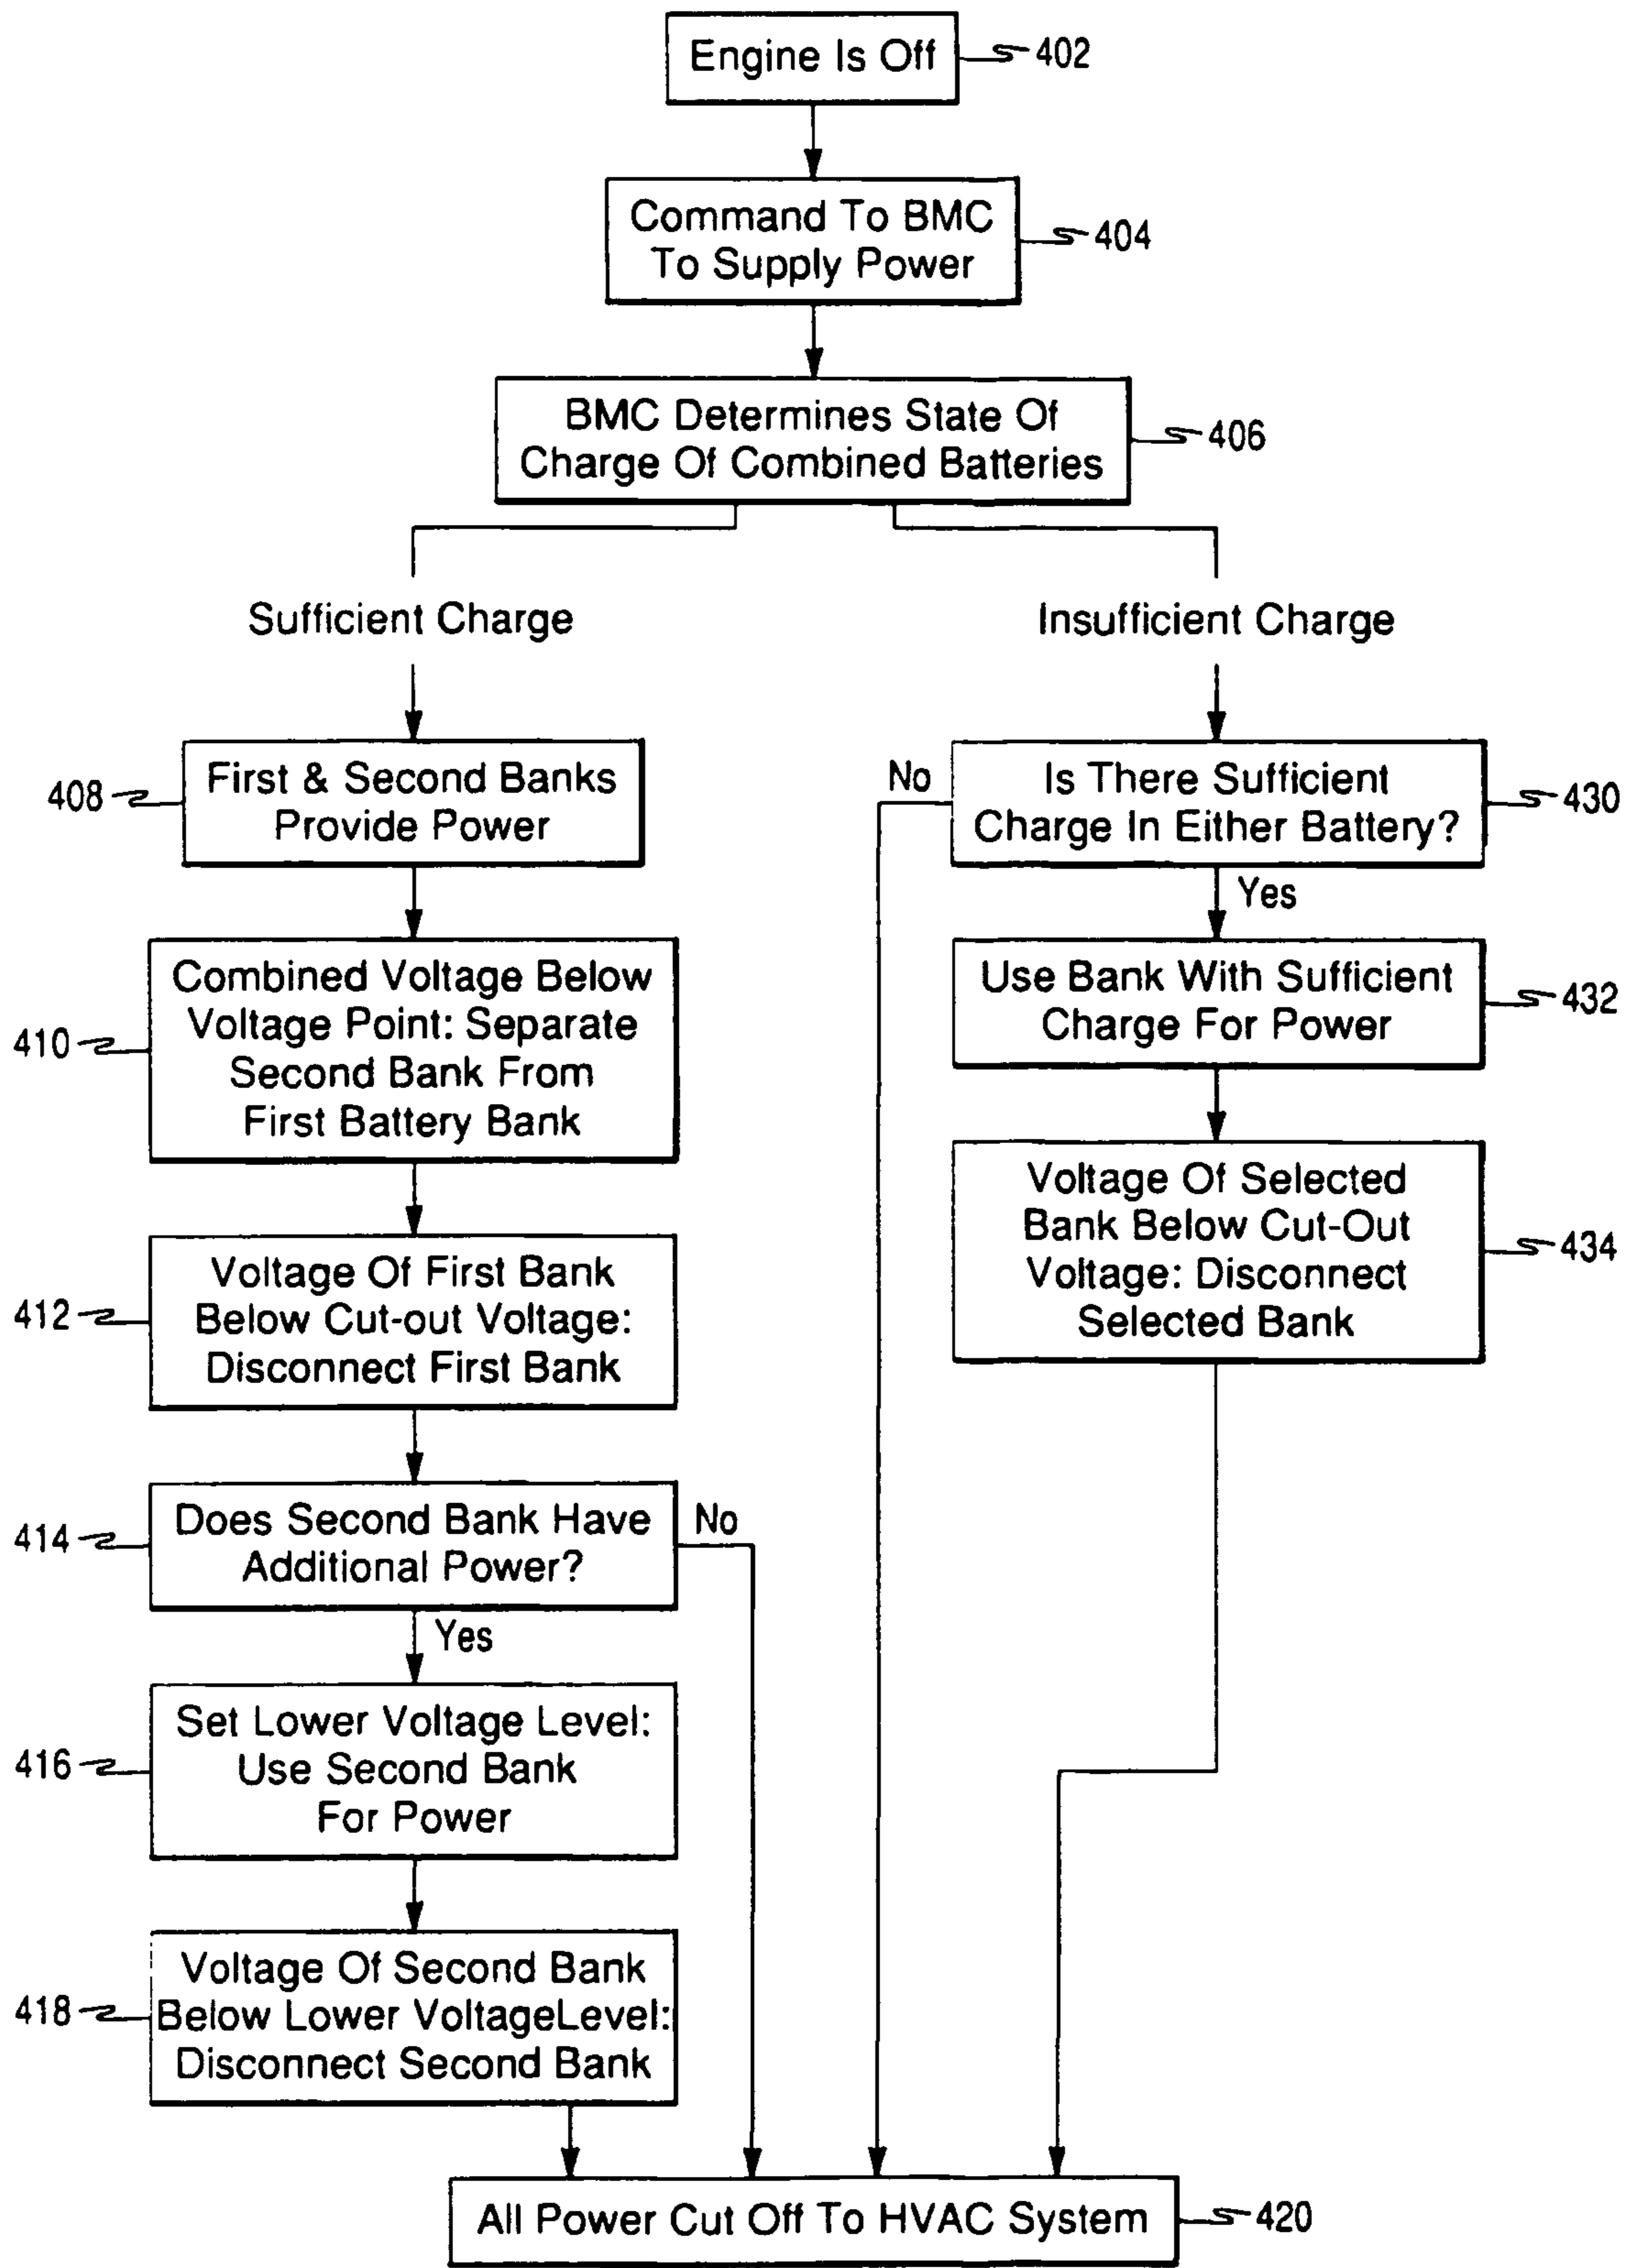 Engine Is Off
402
Command To BMC
To Supply Power
404
BMC Determines State Of
Charge Of Combined Batteries
406
Sufficient Charge
Insufficient Charge
408
First & Second Banks
Provide Power
No
Is There Sufficient
Charge In Either Battery?
430
Yes
410
Combined Voltage Below
Voltage Point: Separate
Second Bank From
First Battery Bank
Use Bank With Sufficient
Charge For Power
432
412
Voltage Of First Bank
Below Cut-out Voltage:
Disconnect First Bank
Voltage Of Selected
Bank Below Cut-Out
Voltage: Disconnect
Selected Bank
434
414
Does Second Bank Have
Additional Power?
No
Yes
416
Set Lower Voltage Level:
Use Second Bank
For Power
418
Voltage Of Second Bank
Below Lower VoltageLevel:
Disconnect Second Bank
All Power Cut Off To HVAC System
420